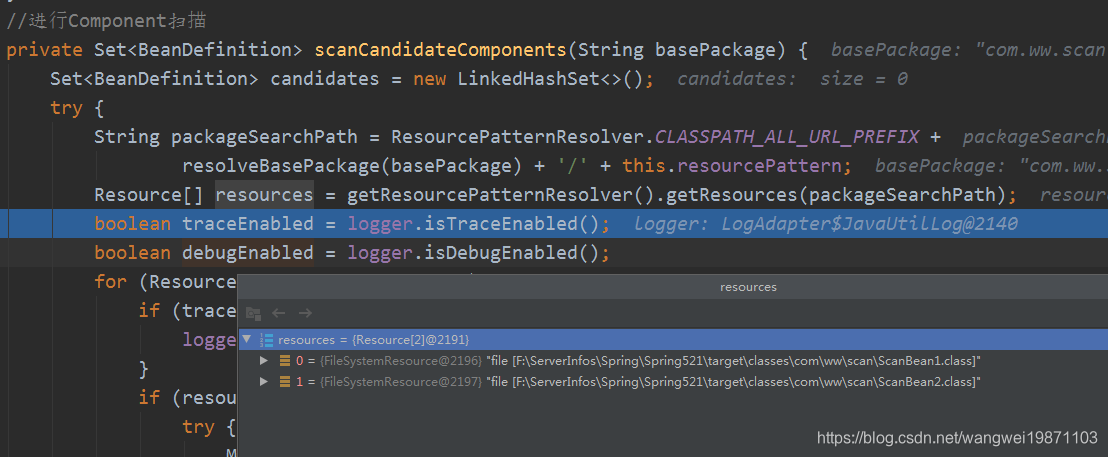 //进行Component扫描
private Set<BeanDefinition> scanCandidateComponents(String basePackage) { basePackage: "com.ww.scan
Set<BeanDefinition> candidates = new LinkedHashSet<>(); candidates: size = 0
try {
String packageSearchPath = ResourcePatternResolver.CLASSPATH_ALL_URL_PREFIX + packageSearch
resolveBasePackage(basePackage) + '/' + this.resourcePattern; basePackage: "com.ww.s
Resource[] resources = getResourcePatternResolver().getResources(packageSearchPath); resour
boolean traceEnabled = logger.isTraceEnabled(); logger: LogAdapter$JavaUtilLog@2140
boolean debugEnabled = logger.isDebugEnabled();
for (Resource
resources
if (trace
logge
resources = {Resource[2]@2191}
0 = {FileSystemResource@2196} "file [F:\ServerInfos\Spring\Spring521\target\classes\com\ww\scan\ScanBean1.class]"
}
1 = {FileSystemResource@2197} "file [F:\ServerInfos\Spring\Spring521\target\classes\com\ww\scan\ScanBean2.class]"
if (resou
try {
M
https://blog.csdn.net/wangwei19871103